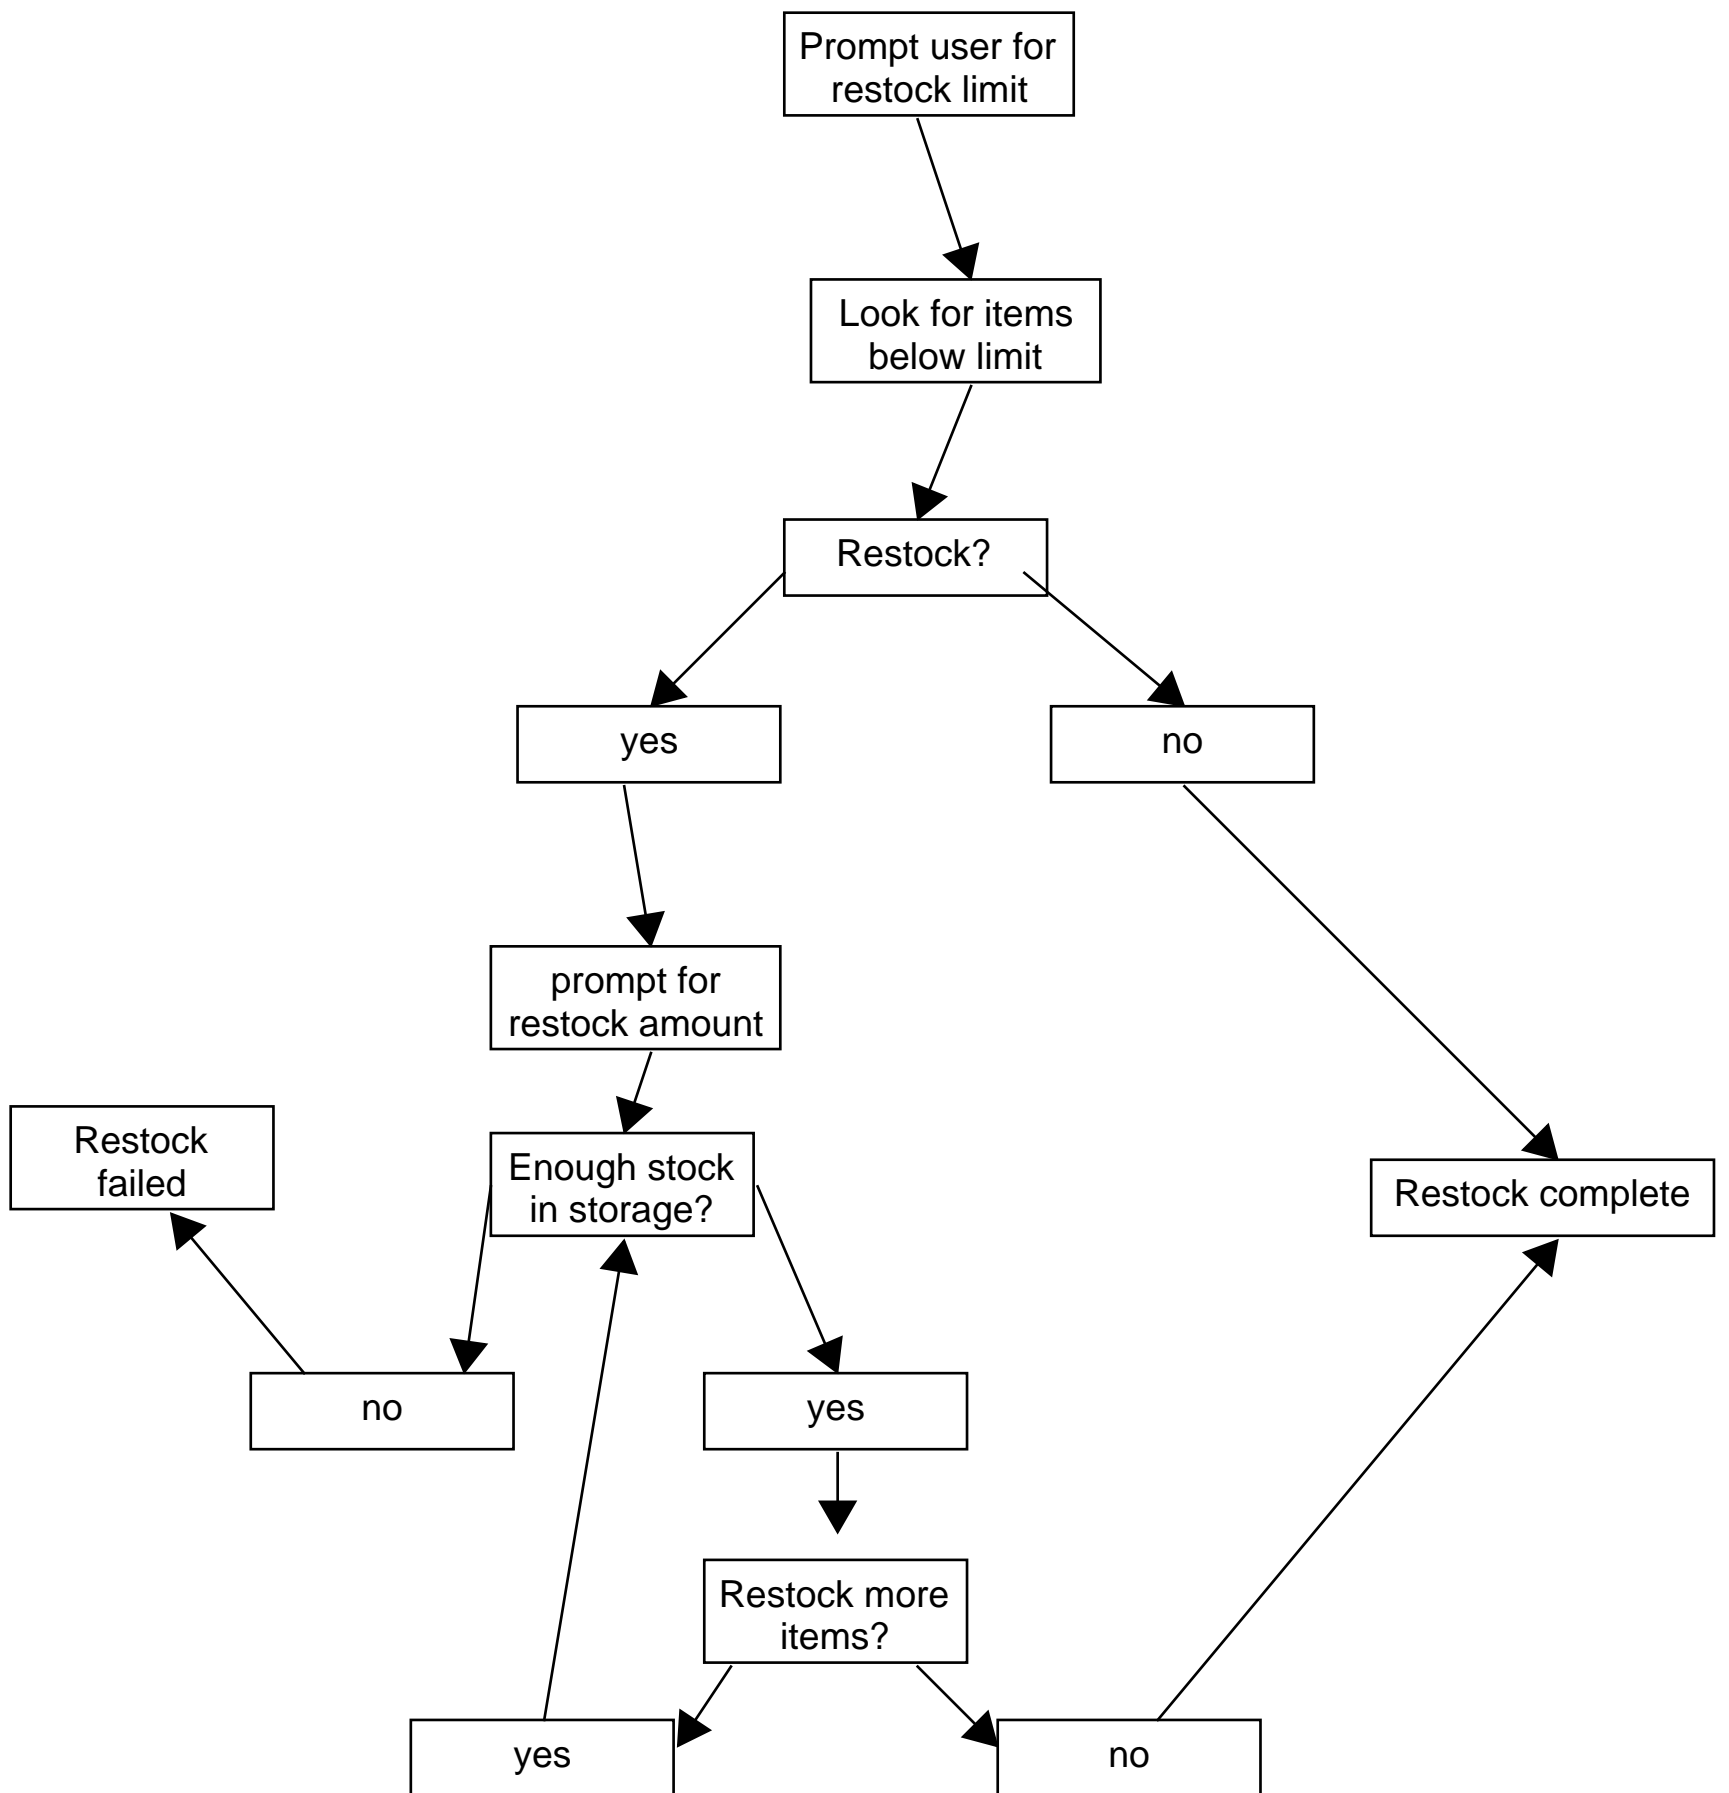 Prompt user for
restock limit
Look for items
below limit
Restock?
yes
no
prompt for
restock amount
Restock
failed
Enough stock
in storage?
Restock complete
no
yes
Restock more
items?
yes
no